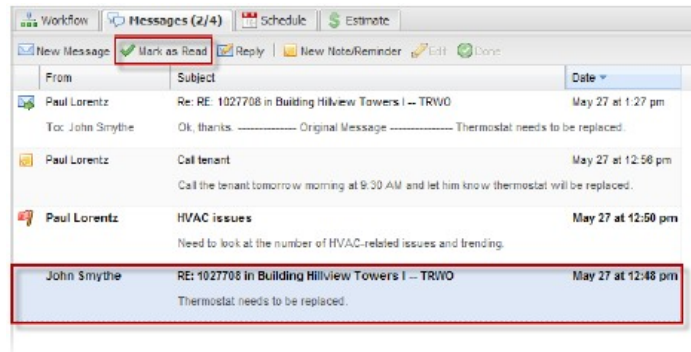 Workflow Messages (2/4) Schedule Estimate
New Message Mark as Read Reply New Note/Reminder Edit Done
From Subject Date
Paul Lorentz Re: RE: 1027708 in Building Hillview Towers I -- TRWO May 27 at 1:27 pm
To: John Smythe Ok, thanks. -------------- Original Message --------------- Thermostat needs to be replaced.
Paul Lorentz Call tenant May 27 at 12:56 pm
Call the tenant tomorrow morning at 9:30 AM and let him know thermostat will be replaced.
Paul Lorentz HVAC issues May 27 at 12:50 pm
Need to look at the number of HVAC-related issues and trending.
John Smythe RE: 1027708 in Building Hillview Towers I -- TRWO May 27 at 12:48 pm
Thermostat needs to be replaced.